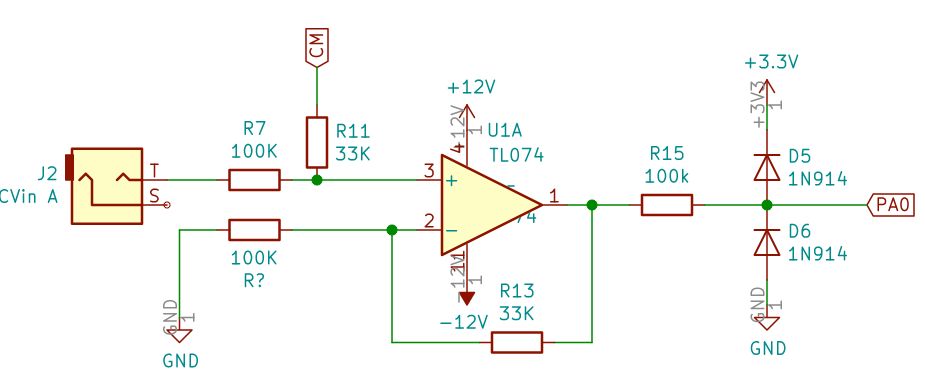 CM
+3.3V
+3V3
1
+12V
+12V
1
R7
100K
R11
33K
4
U1A
TL074
J2
CVin A
T
S
3
+
2
−
1
R15
100k
D5
1N914
PA0
D6
1N914
100K
R?
11
-12V
1
−12V
R13
33K
GND
1
GND
GND
1
GND